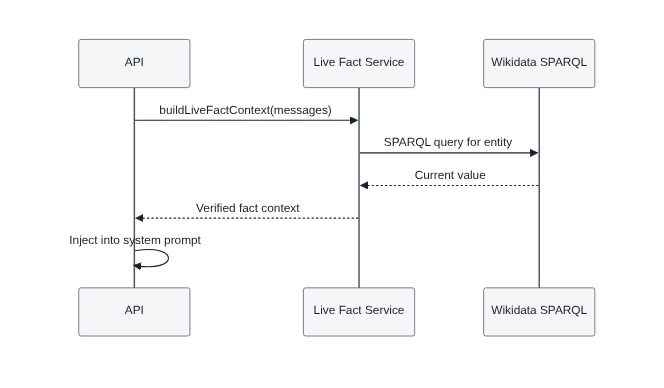 API
Live Fact Service
Wikidata SPARQL
buildLiveFactContext(messages)
SPARQL query for entity
Current value
Verified fact context
Inject into system prompt
API
Live Fact Service
Wikidata SPARQL